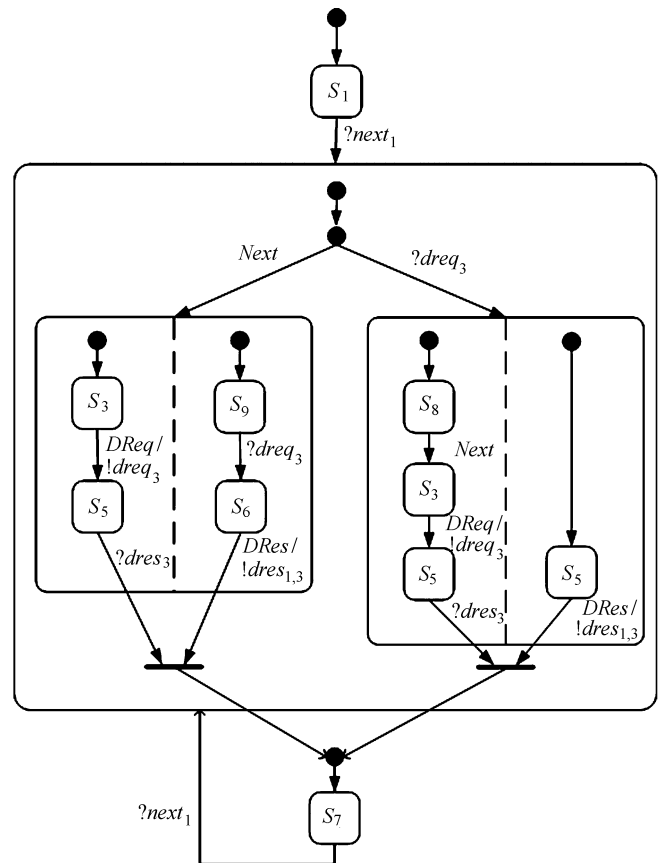 S₁
?next₁
Next
?dreq₃
S₃
S₉
S₈
DReq/
!dreq₃
?dreq₃
Next
S₃
S₅
S₆
DReq/
!dreq₃
?dres₃
DRes/
!dres₁,₃
S₅
S₅
?dres₃
DRes/
!dres₁,₃
?next₁
S₇